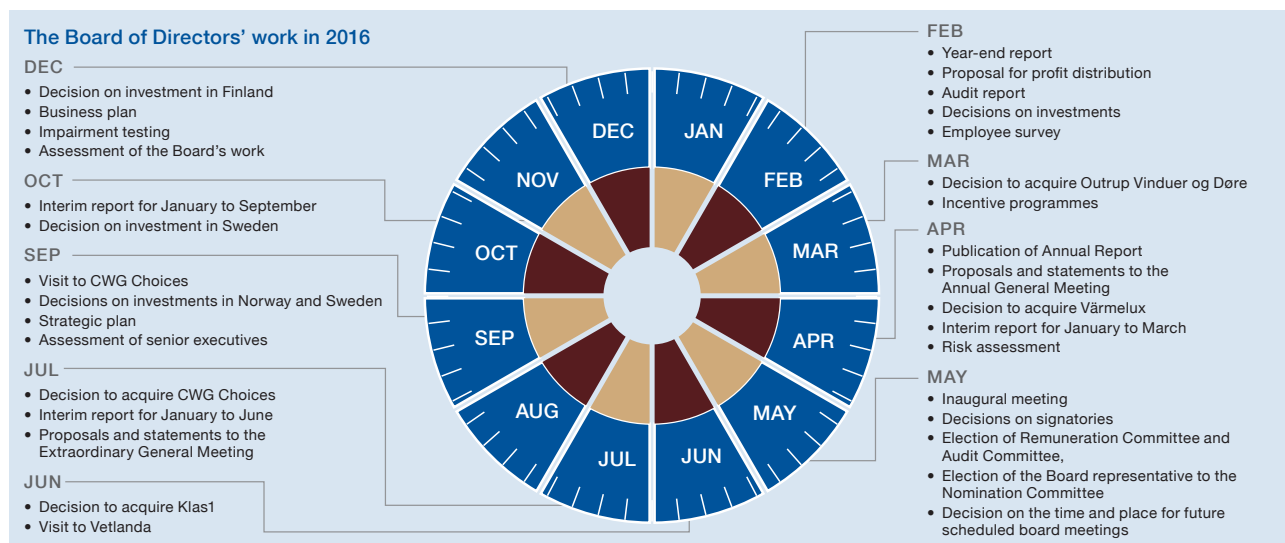 The Board of Directors' work in 2016
DEC
• Decision on investment in Finland
• Business plan
• Impairment testing
• Assessment of the Board's work
OCT
• Interim report for January to September
• Decision on investment in Sweden
SEP
• Visit to CWG Choices
• Decisions on investments in Norway and Sweden
• Strategic plan
• Assessment of senior executives
JUL
• Decision to acquire CWG Choices
• Interim report for January to June
• Proposals and statements to the
Extraordinary General Meeting
JUN
• Decision to acquire Klas1
• Visit to Vetlanda
JAN
FEB
MAR
APR
MAY
JUN
JUL
AUG
SEP
OCT
NOV
DEC
FEB
• Year-end report
• Proposal for profit distribution
• Audit report
• Decisions on investments
• Employee survey
MAR
• Decision to acquire Outrup Vinduer og Døre
• Incentive programmes
APR
• Publication of Annual Report
• Proposals and statements to the
Annual General Meeting
• Decision to acquire Värmelux
• Interim report for January to March
• Risk assessment
MAY
• Inaugural meeting
• Decisions on signatories
• Election of Remuneration Committee and
Audit Committee,
• Election of the Board representative to the
Nomination Committee
• Decision on the time and place for future
scheduled board meetings